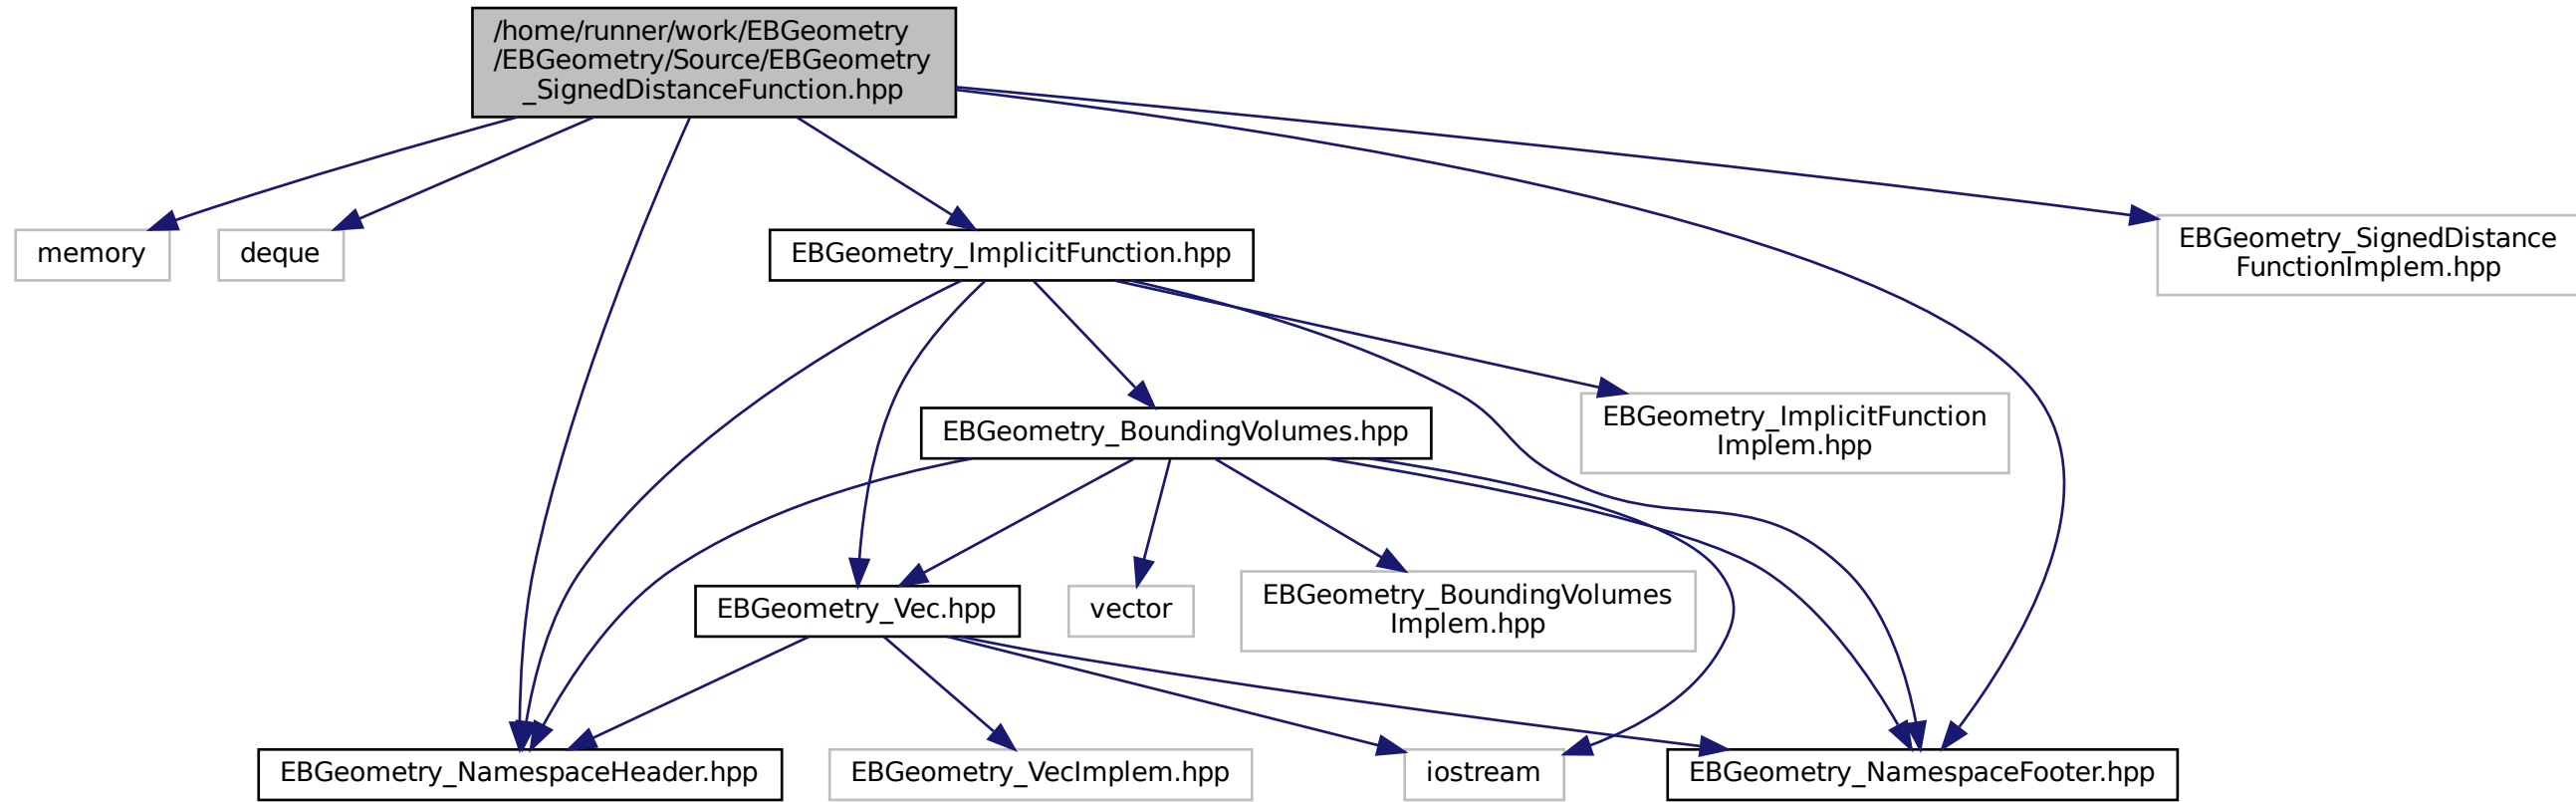 /home/runner/work/EBGeometry
/EBGeometry/Source/EBGeometry
_SignedDistanceFunction.hpp
memory
deque
EBGeometry_ImplicitFunction.hpp
EBGeometry_SignedDistance
FunctionImplem.hpp
EBGeometry_BoundingVolumes.hpp
EBGeometry_ImplicitFunction
Implem.hpp
EBGeometry_Vec.hpp
vector
EBGeometry_BoundingVolumes
Implem.hpp
EBGeometry_NamespaceHeader.hpp
EBGeometry_VecImplem.hpp
iostream
EBGeometry_NamespaceFooter.hpp